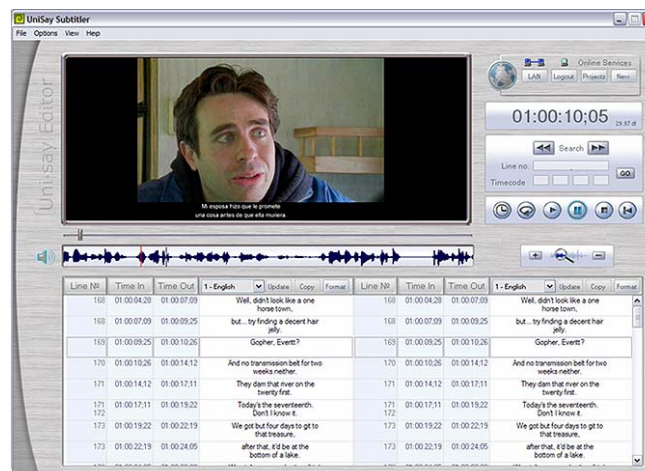 UniSay Subtitler
File Options View Help
Uni-say Editor
Mi esposa hizo que le promete
una cosa antes de que ella muriera.
Online Services
LAN Logout Projects New
01:00:10;05
29.97 df
Search
Line no.
Timecode
GO
Line Nº Time In Time Out 1 - English Update Copy Format Line Nº Time In Time Out 1 - English Update Copy Format
168 01:00:04;28 01:00:07;09 Well, didn't look like a one 168 01:00:04;28 01:00:07;09 Well, didn't look like a one
horse town, horse town,
168 01:00:07;09 01:00:09;25 but... try finding a decent hair 168 01:00:07;09 01:00:09;25 but... try finding a decent hair
jelly. jelly.
169 01:00:09;25 01:00:10;26 Gopher, Evertt? 169 01:00:09;25 01:00:10;26 Gopher, Evertt?
170 01:00:10;26 01:00:14;12 And no transmission belt for two 170 01:00:10;26 01:00:14;12 And no transmission belt for two
weeks neither. weeks neither.
171 01:00:14;12 01:00:17;11 They dam that river on the 171 01:00:14;12 01:00:17;11 They dam that river on the
twenty first. twenty first.
171 01:00:17;11 01:00:19;22 Today's the seventeenth. 171 01:00:17;11 01:00:19;22 Today's the seventeenth.
172 Don't I know it. 172 Don't I know it.
173 01:00:19;22 01:00:22;19 We got but four days to git to 173 01:00:19;22 01:00:22;19 We got but four days to git to
that treasure, that treasure,
173 01:00:22;19 01:00:24;05 after that, it'd be at the 173 01:00:22;19 01:00:24;05 after that, it'd be at the
bottom of a lake. bottom of a lake.